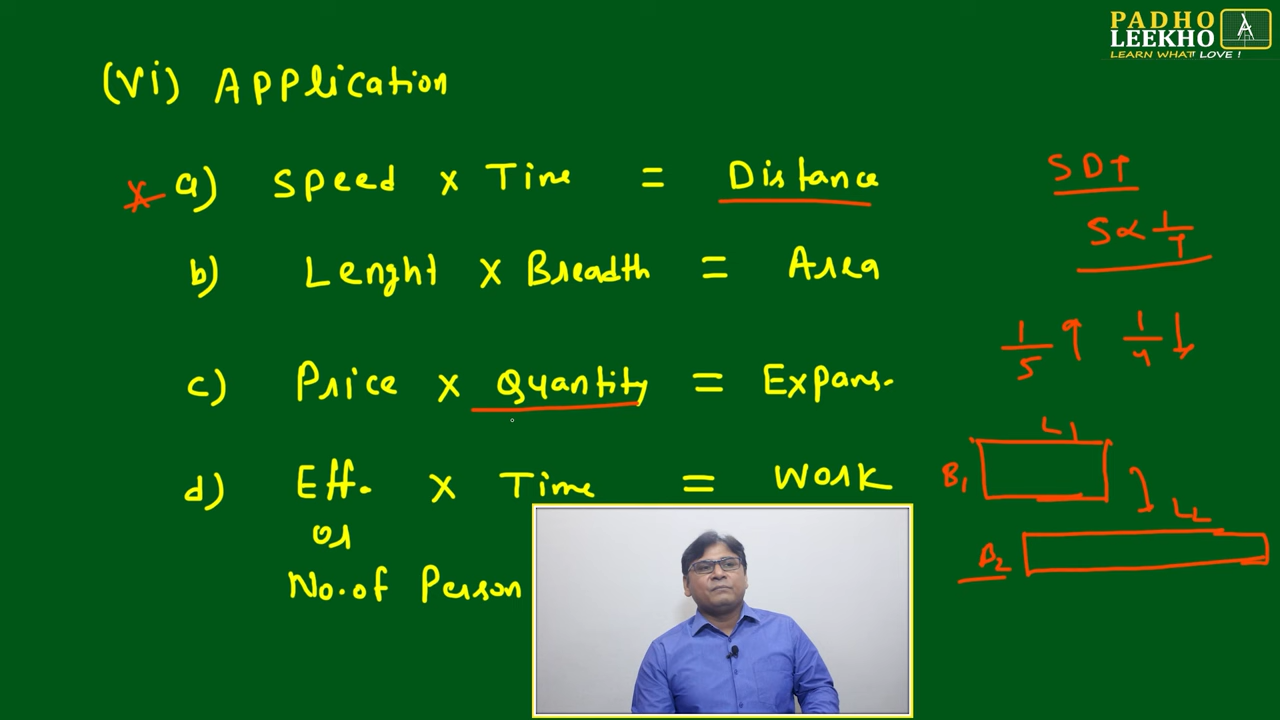 PADHO
LEEKHO
LEARN WHAT LOVE !
(Vi) Application
x a) Speed x Time = Distance
b) Lenght x Breadth = Area
c) Price x Quantity = Expans.
d) Eff. x Time = Work
or
No. of Person
SDT
S∝ 1/T
1/5 ↑ 1/4 ↓
L1
B1
L2
B2